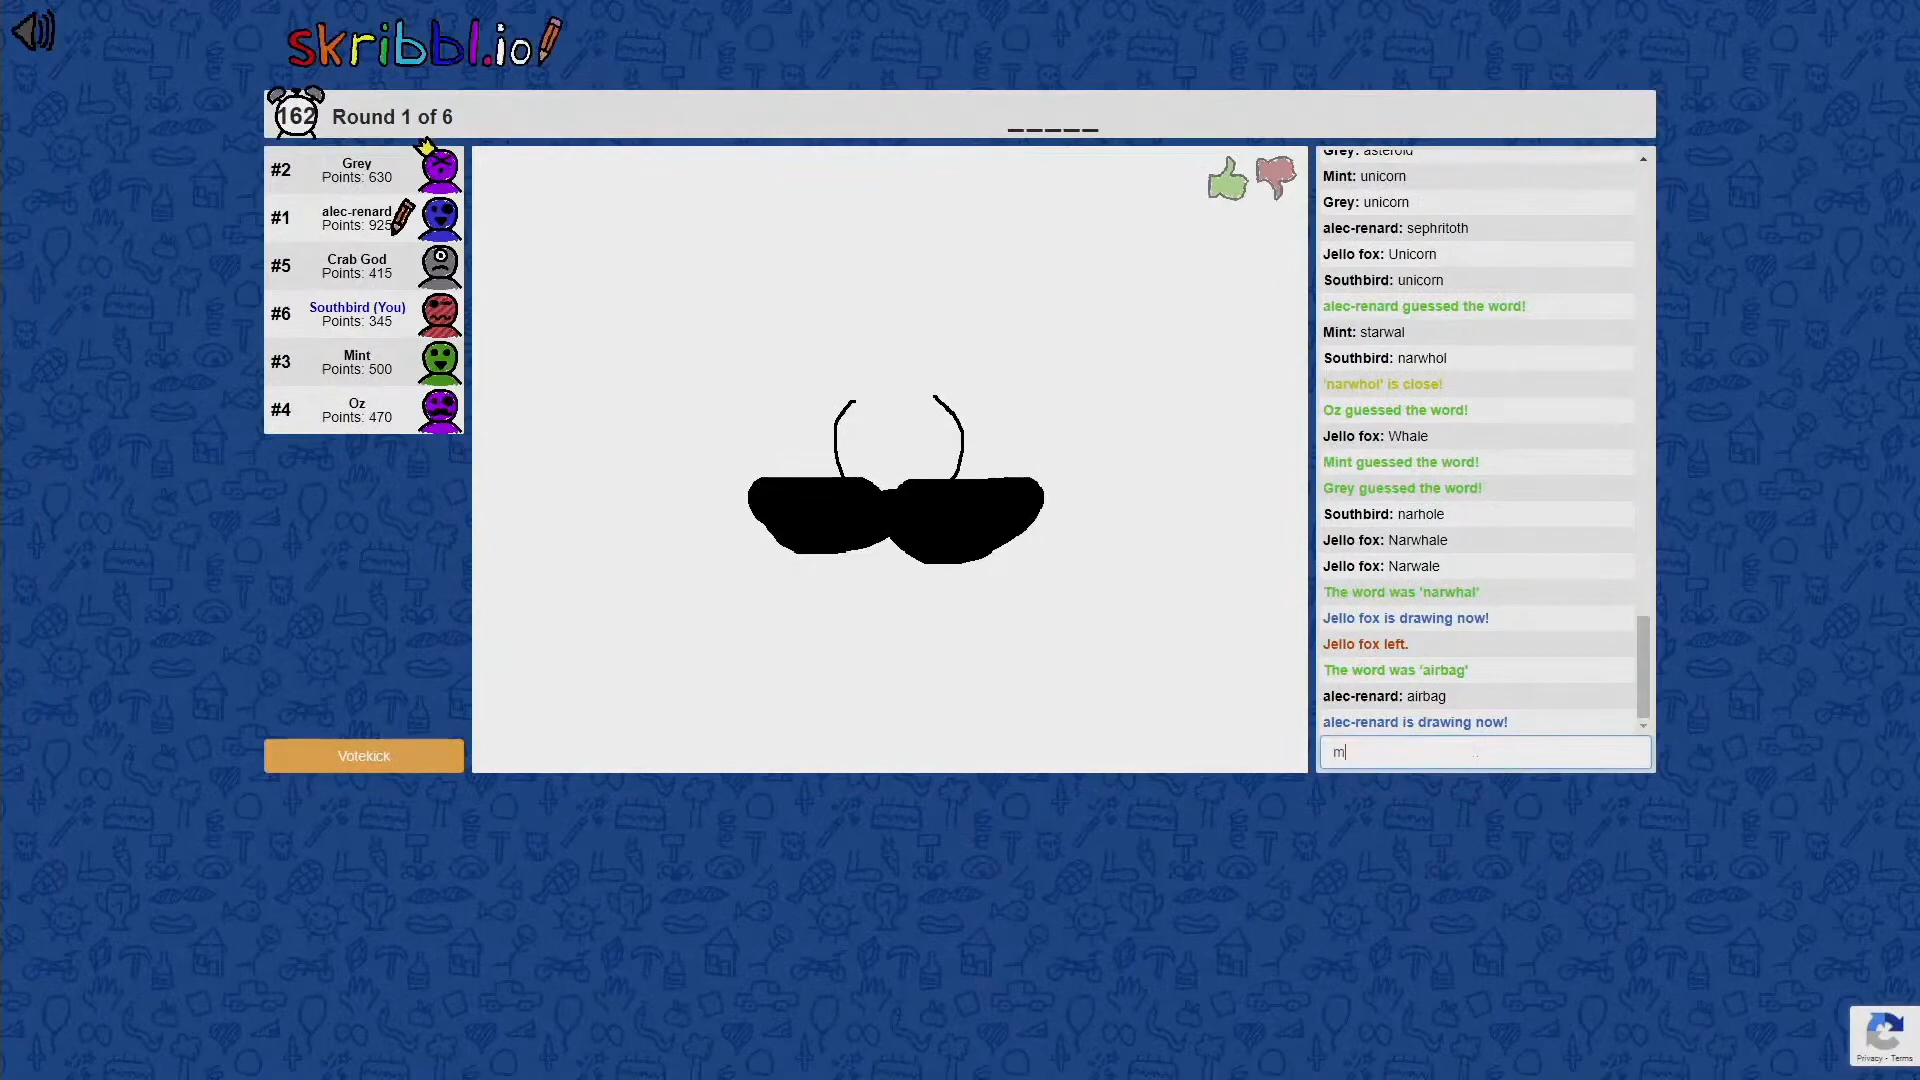 skribbl.io
162
Round 1 of 6
_____
#2
Grey
Points: 630
#1
alec-renard
Points: 925
#5
Crab God
Points: 415
#6
Southbird (You)
Points: 345
#3
Mint
Points: 500
#4
Oz
Points: 470
Votekick
Grey: asteroid
Mint: unicorn
Grey: unicorn
alec-renard: sephritoth
Jello fox: Unicorn
Southbird: unicorn
alec-renard guessed the word!
Mint: starwal
Southbird: narwhol
'narwhol' is close!
Oz guessed the word!
Jello fox: Whale
Mint guessed the word!
Grey guessed the word!
Southbird: narhole
Jello fox: Narwhale
Jello fox: Narwale
The word was 'narwhal'
Jello fox is drawing now!
Jello fox left.
The word was 'airbag'
alec-renard: airbag
alec-renard is drawing now!
m
Privacy - Terms